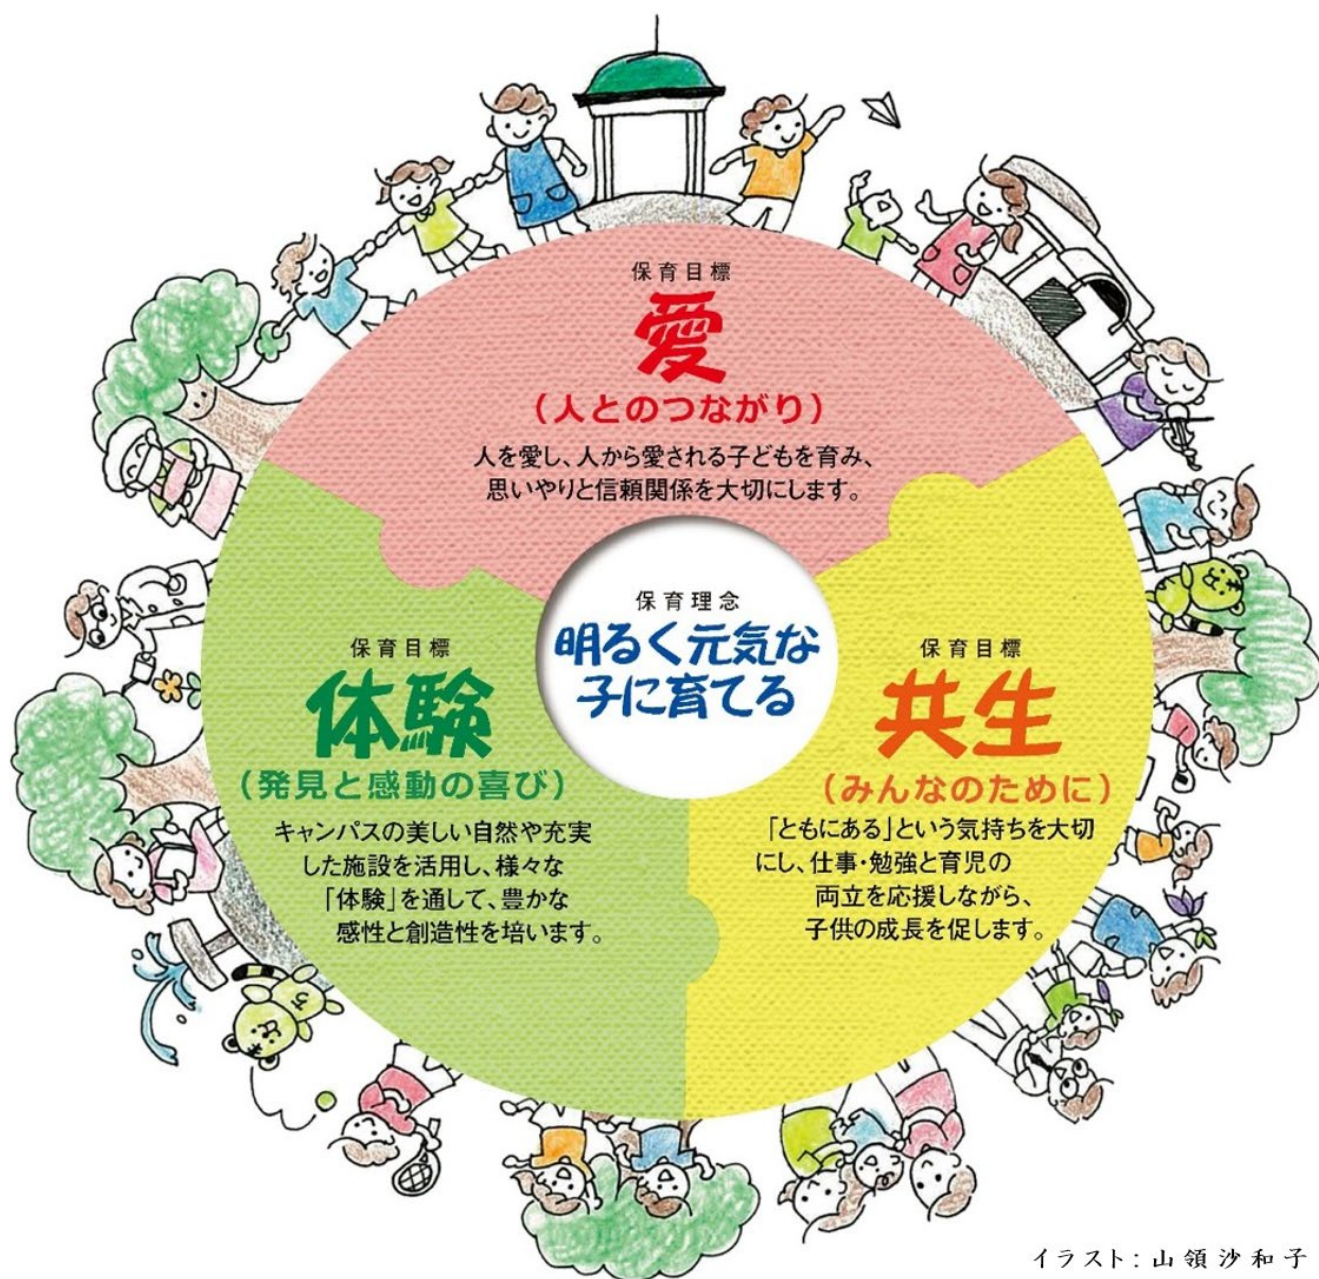 保育目標
愛
(人とのつながり)
人を愛し、人から愛される子どもを育み、
思いやりと信頼関係を大切にします。
保育理念
明るく元気な
子に育てる
保育目標
体験
(発見と感動の喜び)
キャンパスの美しい自然や充実
した施設を活用し、様々な
「体験」を通して、豊かな
感性と創造性を培います。
保育目標
共生
(みんなのために)
「ともにある」という気持ちを大切
にし、仕事・勉強と育児の
両立を応援しながら、
子供の成長を促します。
イラスト:山領沙和子